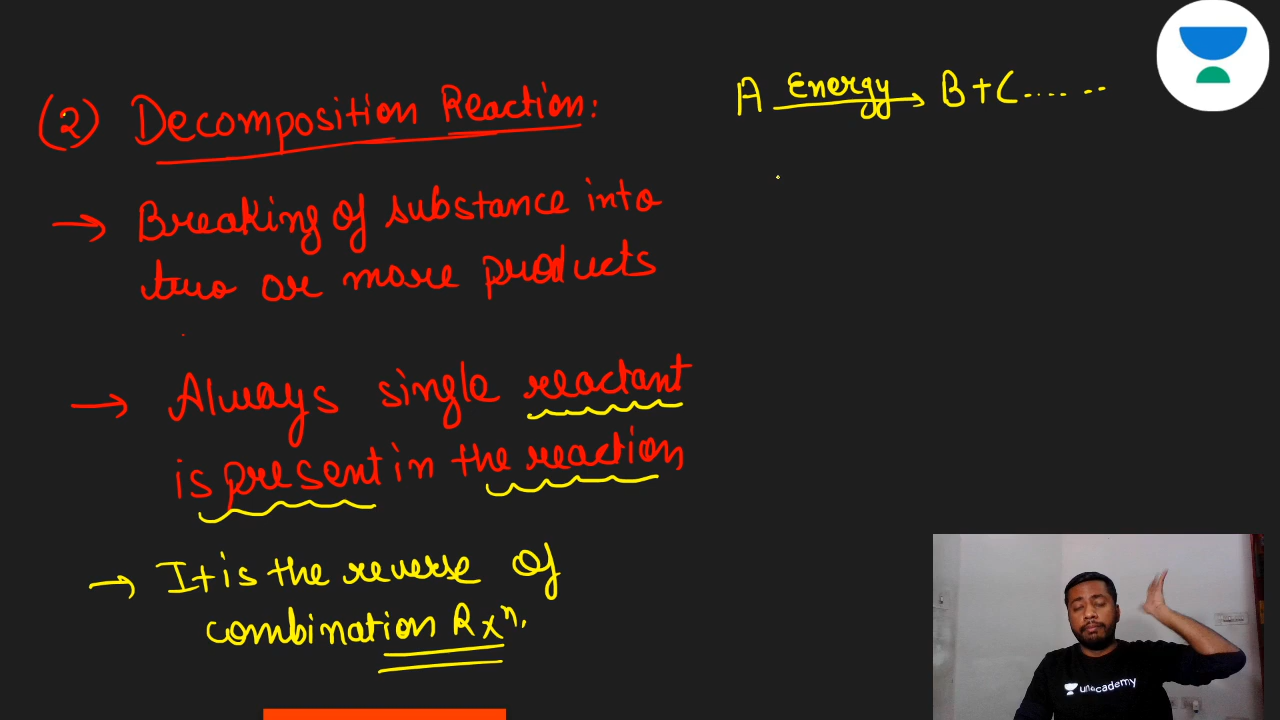 (2) Decomposition Reaction:
A Energy → B+C.... ..
→ Breaking of substance into
two or more products
→ Always single reactant
is present in the reaction
→ It is the reverse of
combination Rxⁿ.
unacademy